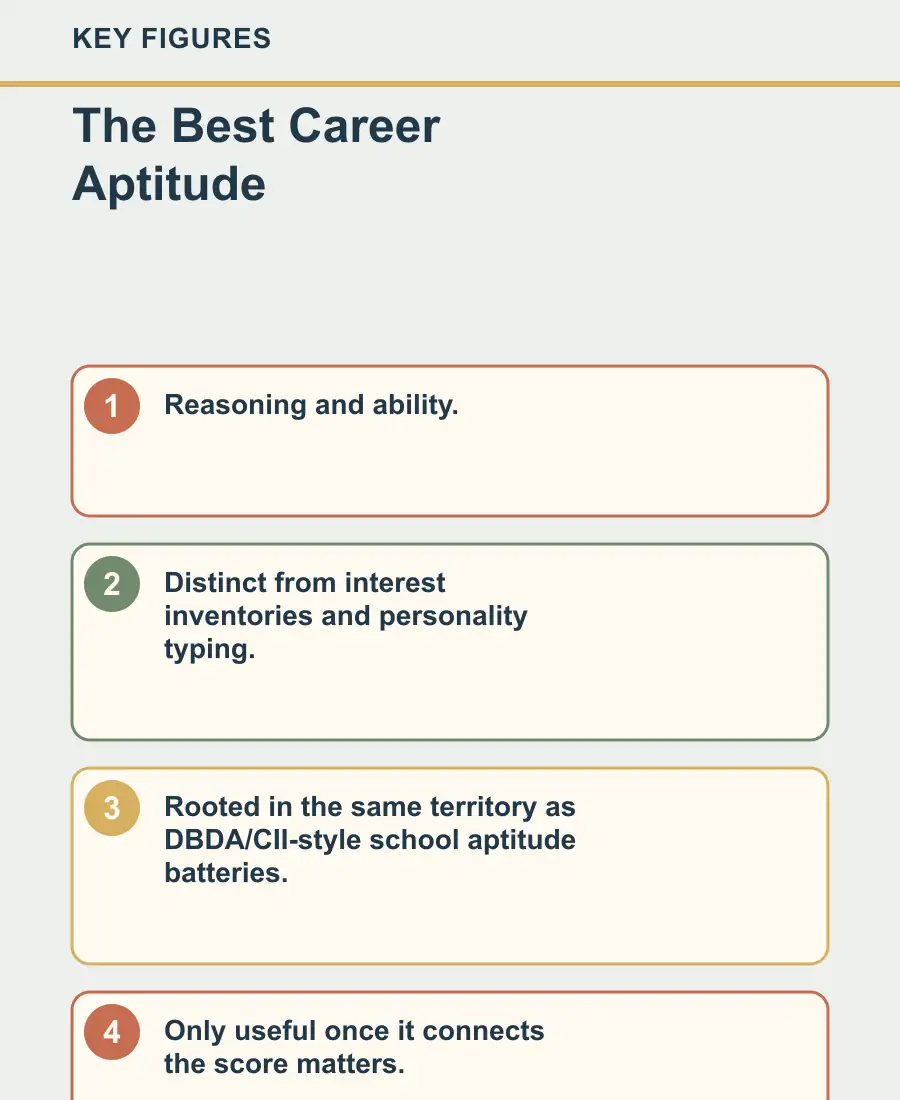 KEY FIGURES
The Best Career
Aptitude
1
Reasoning and ability.
2
Distinct from interest
inventories and personality
typing.
3
Rooted in the same territory as
DBDA/CII-style school aptitude
batteries.
4
Only useful once it connects
the score matters.